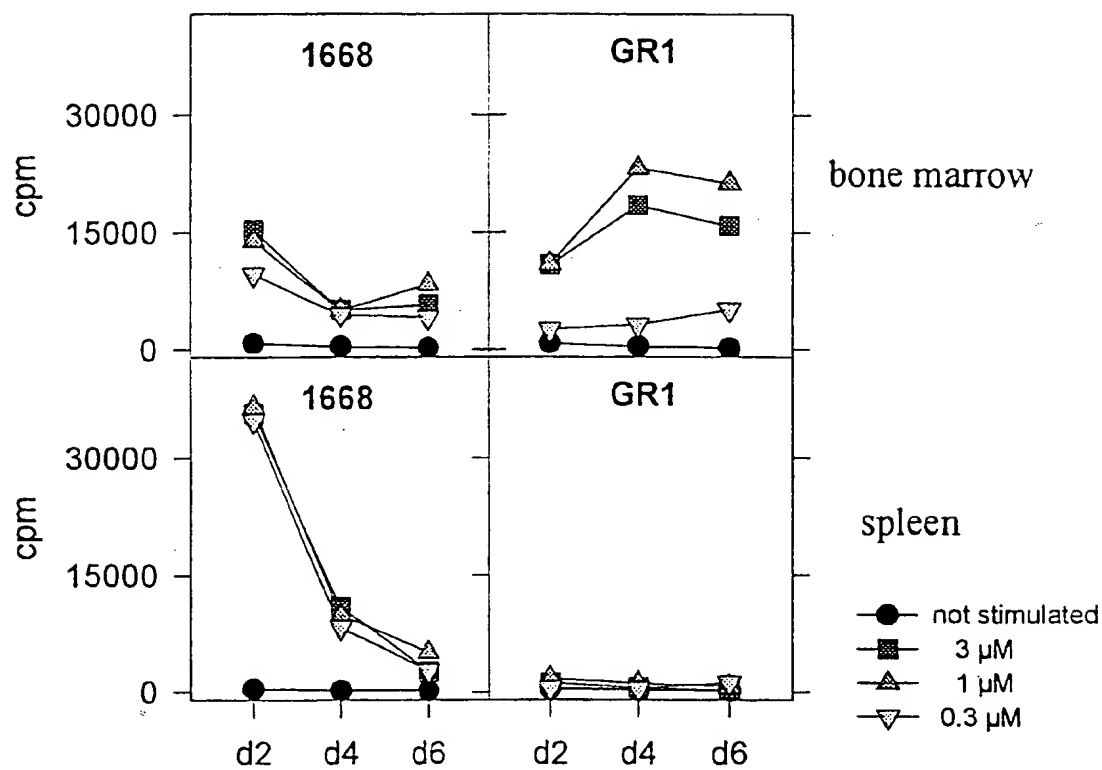 1668 GR1
30000
15000
0
cpm
bone marrow
1668 GR1
30000
15000
0
cpm
spleen
not stimulated
3 µM
1 µM
0.3 µM
d2 d4 d6 d2 d4 d6